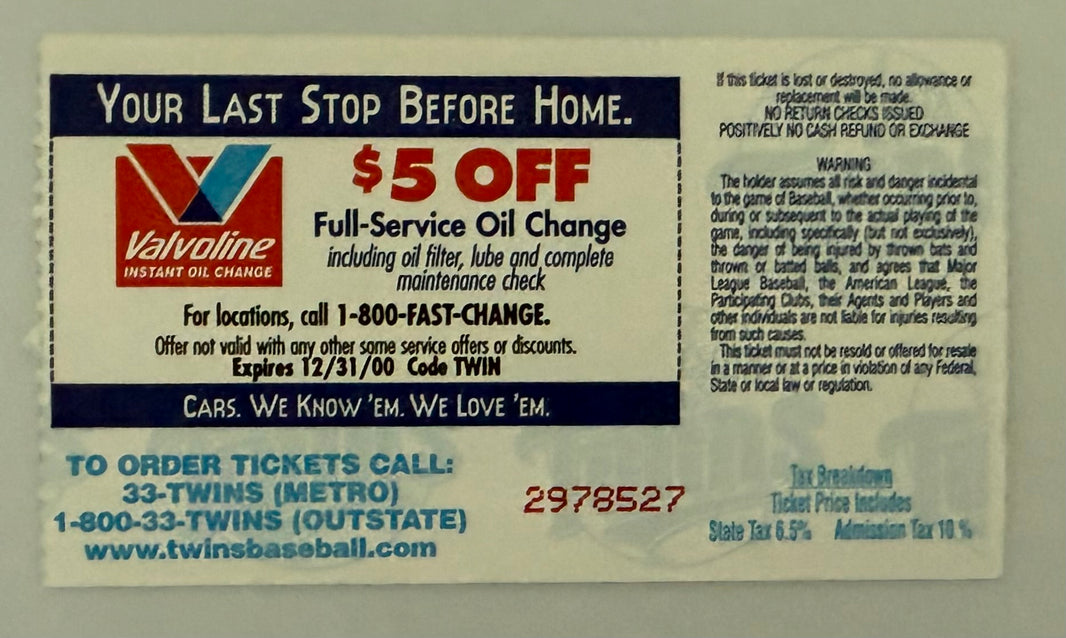 YOUR LAST STOP BEFORE HOME.
Valvoline
INSTANT OIL CHANGE
$5 OFF
Full-Service Oil Change
including oil filter, lube and complete
maintenance check
For locations, call 1-800-FAST-CHANGE.
Offer not valid with any other same service offers or discounts.
Expires 12/31/00 Code TWIN
CARS. WE KNOW 'EM. WE LOVE 'EM.
TO ORDER TICKETS CALL:
33-TWINS (METRO)
1-800-33-TWINS (OUTSTATE)
www.twinsbaseball.com
2978527
If this ticket is lost or destroyed, no allowance or
replacement will be made.
NO RETURN CHECKS ISSUED
POSITIVELY NO CASH REFUND OR EXCHANGE
WARNING
The holder assumes all risk and danger incidental
to the game of Baseball, whether occurring prior to,
during or subsequent to the actual playing of the
game, including specifically (but not exclusively),
the danger of being injured by thrown bats and
thrown or batted balls, and agrees that Major
League Baseball, the American League, the
Participating Clubs, their Agents and Players and
other individuals are not liable for injuries resulting
from such causes.
This ticket must not be resold or offered for resale
in a manner or at a price in violation of any Federal,
State or local law or regulation.
Tax Breakdown
Ticket Price Includes
State Tax 6.5% Admission Tax 10 %